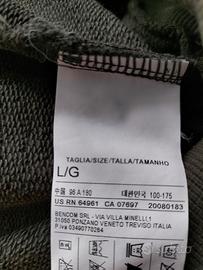 TAGLIA/SIZE/TALLA/TAMANHO
L/G
中国 98 A:180 대한민국 100-175
US RN 64961 CA 07697 20080183
BENCOM SRL - VIA VILLA MINELLI,1
31050 PONZANO VENETO TREVISO ITALIA
P.iva 03490770264
subito